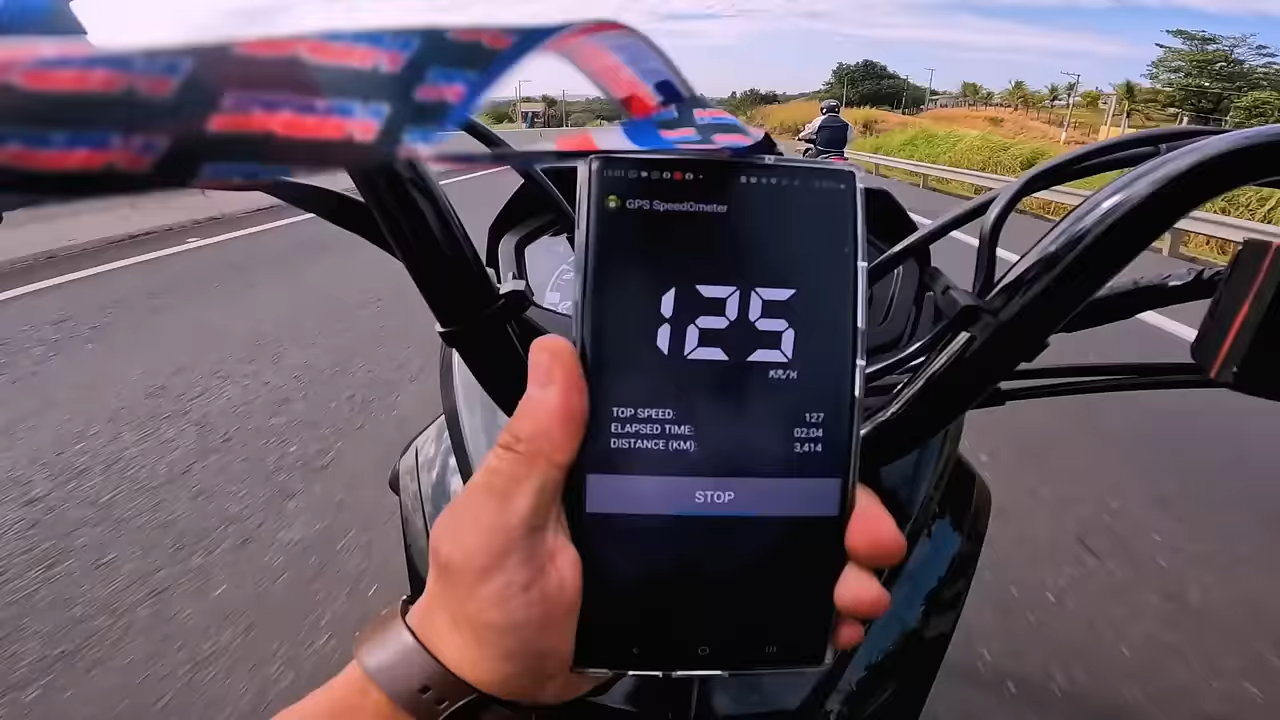 GPS SpeedOmeter
125
KM/H
TOP SPEED: 127
ELAPSED TIME: 02:04
DISTANCE (KM): 3,414
STOP